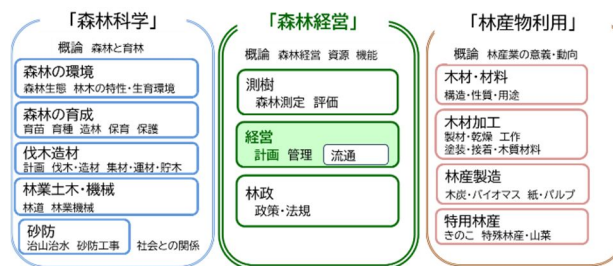 「森林科学」
概論 森林と育林
森林の環境
森林生態 林木の特性・生育環境
森林の育成
育苗 育種 造林 保育 保護
伐木造材
計画 伐木・造材 集材・運材・貯木
林業土木・機械
林道 林業機械
砂防
治山治水 砂防工事
社会との関係
「森林経営」
概論 森林経営 資源 機能
測樹
森林測定 評価
経営
計画 管理 流通
林政
政策・法規
「林産物利用」
概論 林産業の意義・動向
木材・材料
構造・性質・用途
木材加工
製材・乾燥 工作
塗装・接着・木質材料
林産製造
木炭・バイオマス 紙・パルプ
特用林産
きのこ 特殊林産・山菜